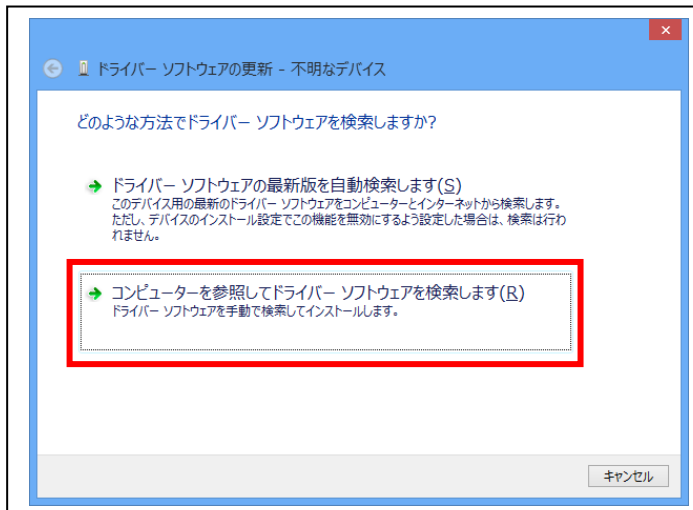 ドライバー ソフトウェアの更新 - 不明なデバイス
どのような方法でドライバー ソフトウェアを検索しますか?
ドライバー ソフトウェアの最新版を自動検索します(S)
このデバイス用の最新のドライバー ソフトウェアをコンピューターとインターネットから検索します。
ただし、デバイスのインストール設定でこの機能を無効にするよう設定した場合は、検索は行わ
れません。
コンピューターを参照してドライバー ソフトウェアを検索します(R)
ドライバー ソフトウェアを手動で検索してインストールします。
キャンセル